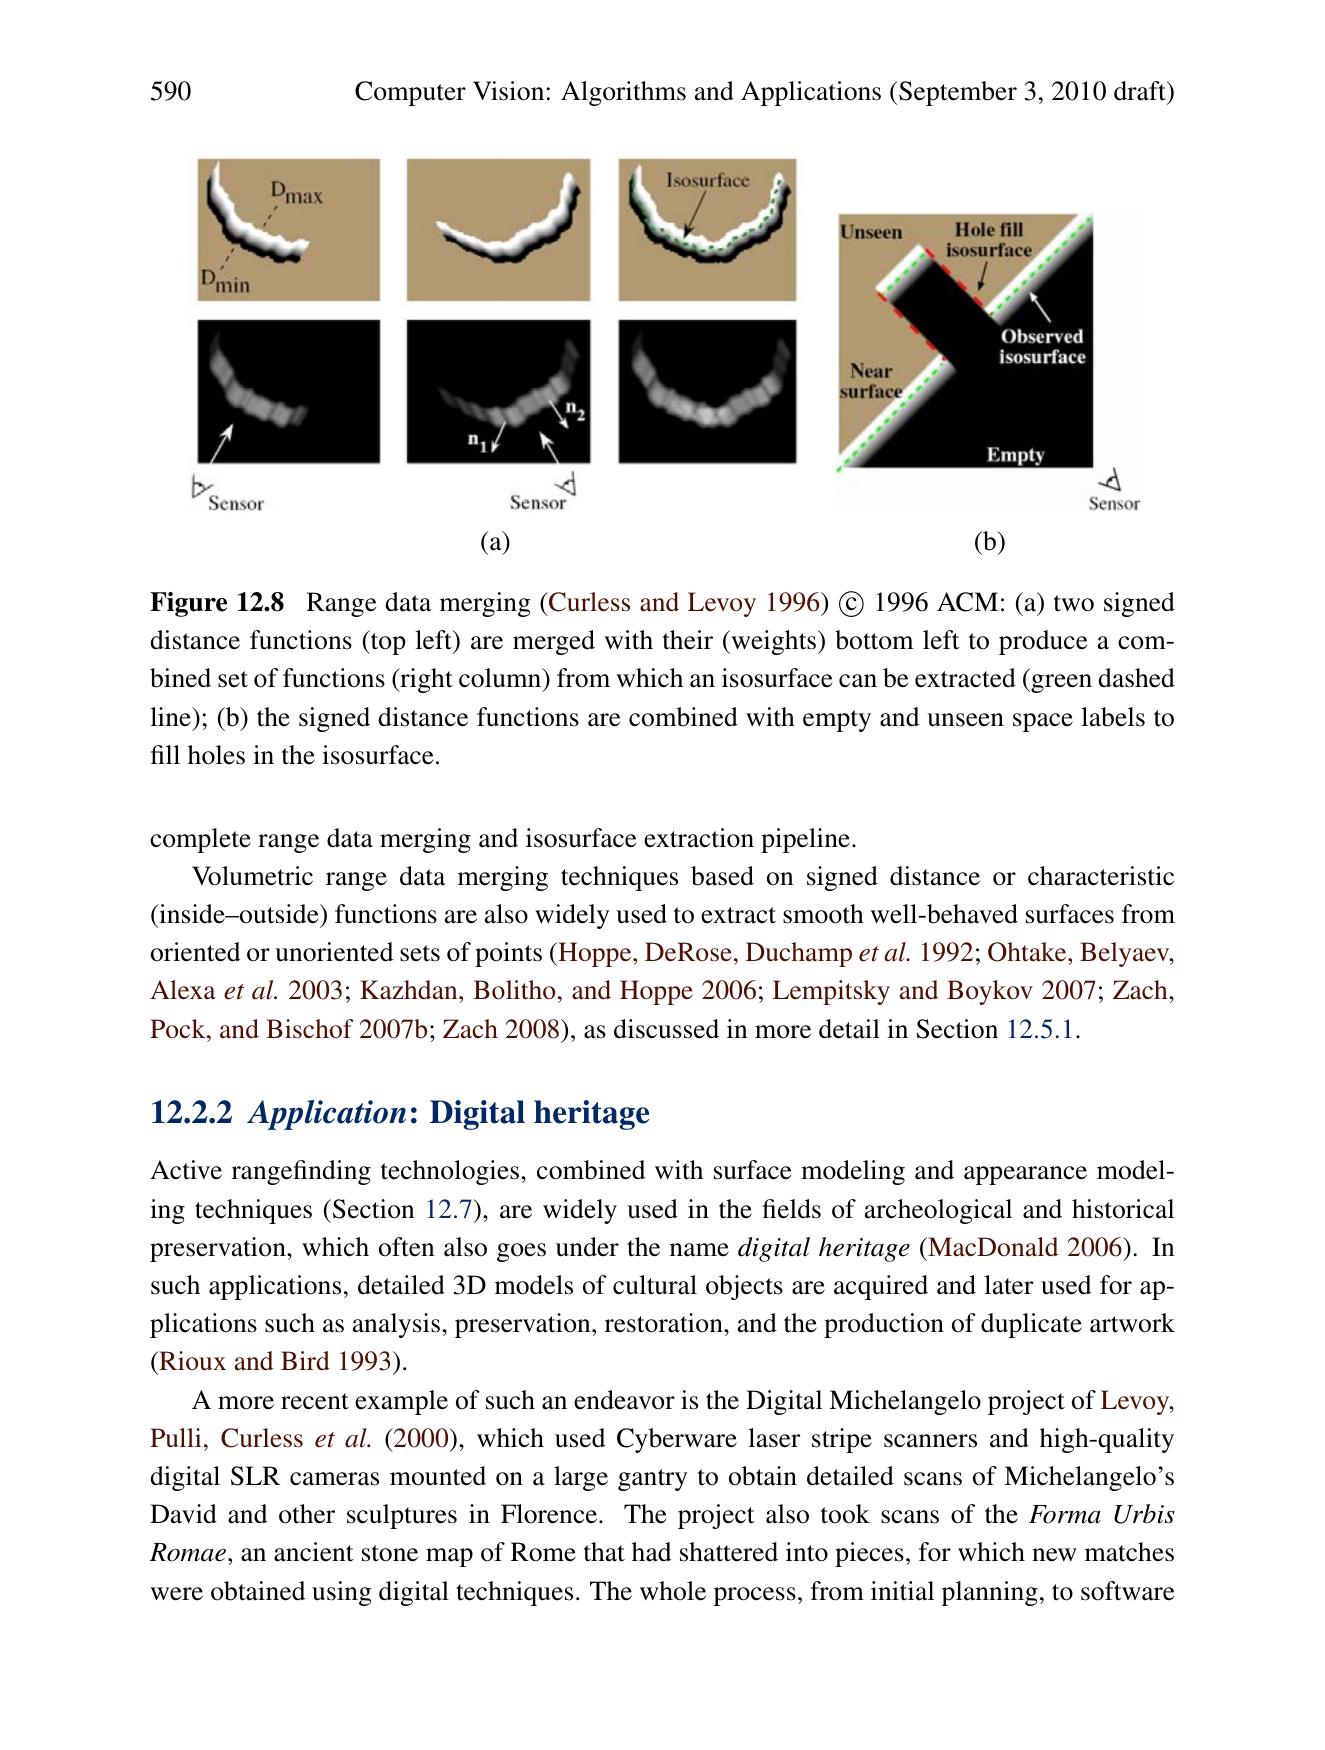 590 Computer Vision: Algorithms and Applications (September 3, 2010 draft)
Dmax
Dmin
Isosurface
n1
n2
Sensor
Sensor
Unseen
Hole fill
isosurface
Observed
isosurface
Near
surface
Empty
Sensor
(a)
(b)
Figure 12.8 Range data merging (Curless and Levoy 1996) © 1996 ACM: (a) two signed
distance functions (top left) are merged with their (weights) bottom left to produce a com-
bined set of functions (right column) from which an isosurface can be extracted (green dashed
line); (b) the signed distance functions are combined with empty and unseen space labels to
fill holes in the isosurface.
complete range data merging and isosurface extraction pipeline.
Volumetric range data merging techniques based on signed distance or characteristic
(inside–outside) functions are also widely used to extract smooth well-behaved surfaces from
oriented or unoriented sets of points (Hoppe, DeRose, Duchamp et al. 1992; Ohtake, Belyaev,
Alexa et al. 2003; Kazhdan, Bolitho, and Hoppe 2006; Lempitsky and Boykov 2007; Zach,
Pock, and Bischof 2007b; Zach 2008), as discussed in more detail in Section 12.5.1.
12.2.2 Application: Digital heritage
Active rangefinding technologies, combined with surface modeling and appearance model-
ing techniques (Section 12.7), are widely used in the fields of archeological and historical
preservation, which often also goes under the name digital heritage (MacDonald 2006). In
such applications, detailed 3D models of cultural objects are acquired and later used for ap-
plications such as analysis, preservation, restoration, and the production of duplicate artwork
(Rioux and Bird 1993).
A more recent example of such an endeavor is the Digital Michelangelo project of Levoy,
Pulli, Curless et al. (2000), which used Cyberware laser stripe scanners and high-quality
digital SLR cameras mounted on a large gantry to obtain detailed scans of Michelangelo's
David and other sculptures in Florence. The project also took scans of the Forma Urbis
Romae, an ancient stone map of Rome that had shattered into pieces, for which new matches
were obtained using digital techniques. The whole process, from initial planning, to software